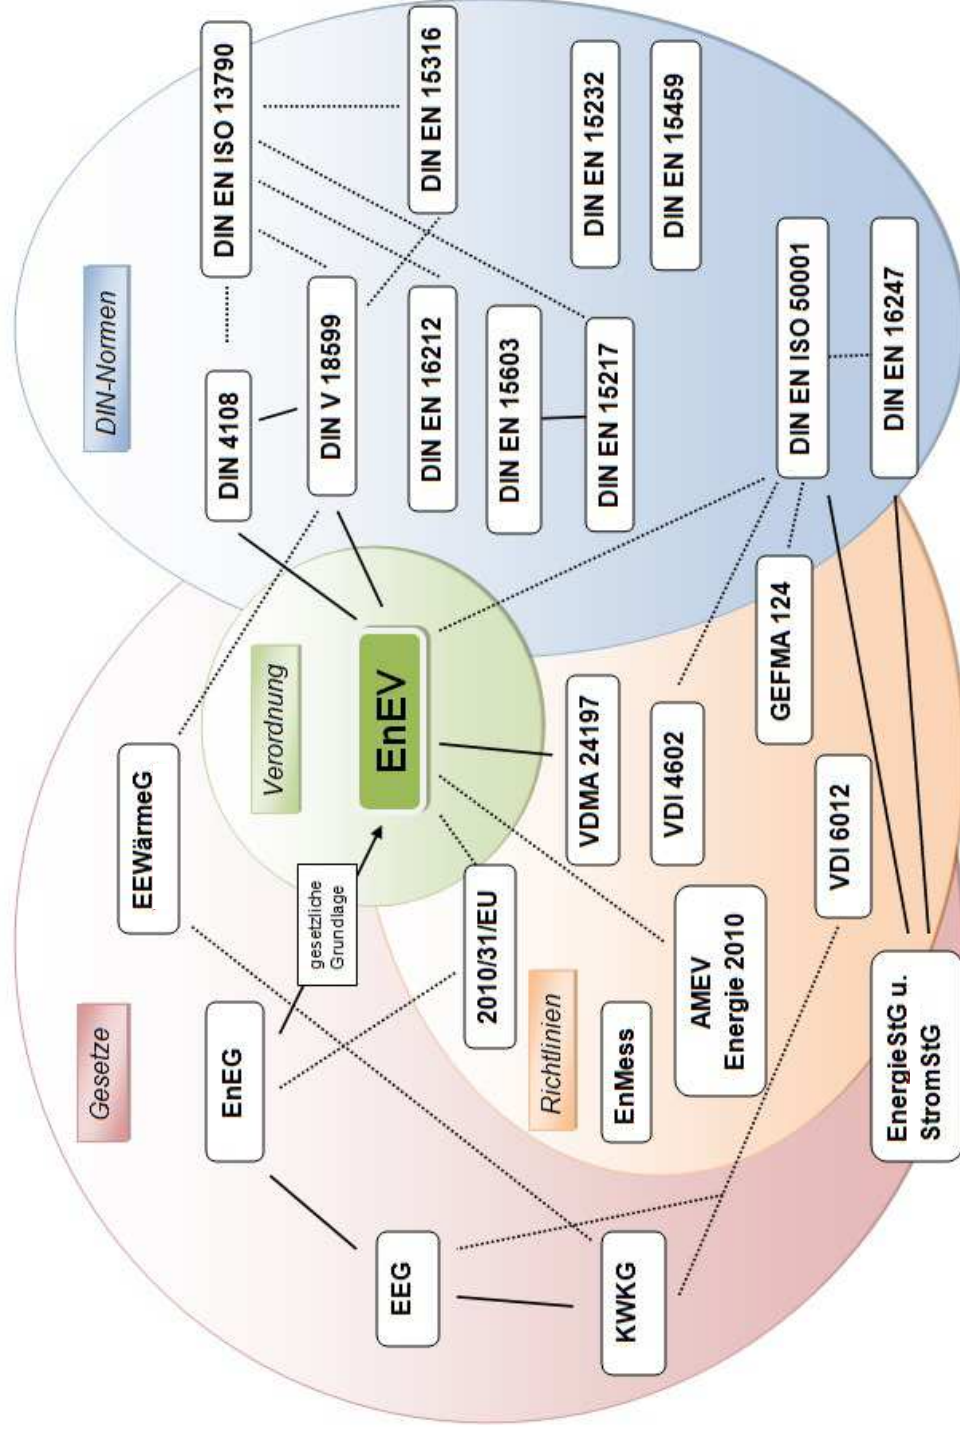 Gesetze
EEWärmeG
EnEG
EEG
KWKG
gesetzliche
Grundlage
Verordnung
EnEV
Richtlinien
2010/31/EU
EnMess
AMEV
Energie 2010
VDMA 24197
VDI 4602
GEFMA 124
VDI 6012
EnergieStG u.
StromStG
DIN-Normen
DIN EN ISO 13790
DIN 4108
DIN V 18599
DIN EN 15316
DIN EN 16212
DIN EN 15603
DIN EN 15217
DIN EN 15232
DIN EN 15459
DIN EN ISO 50001
DIN EN 16247